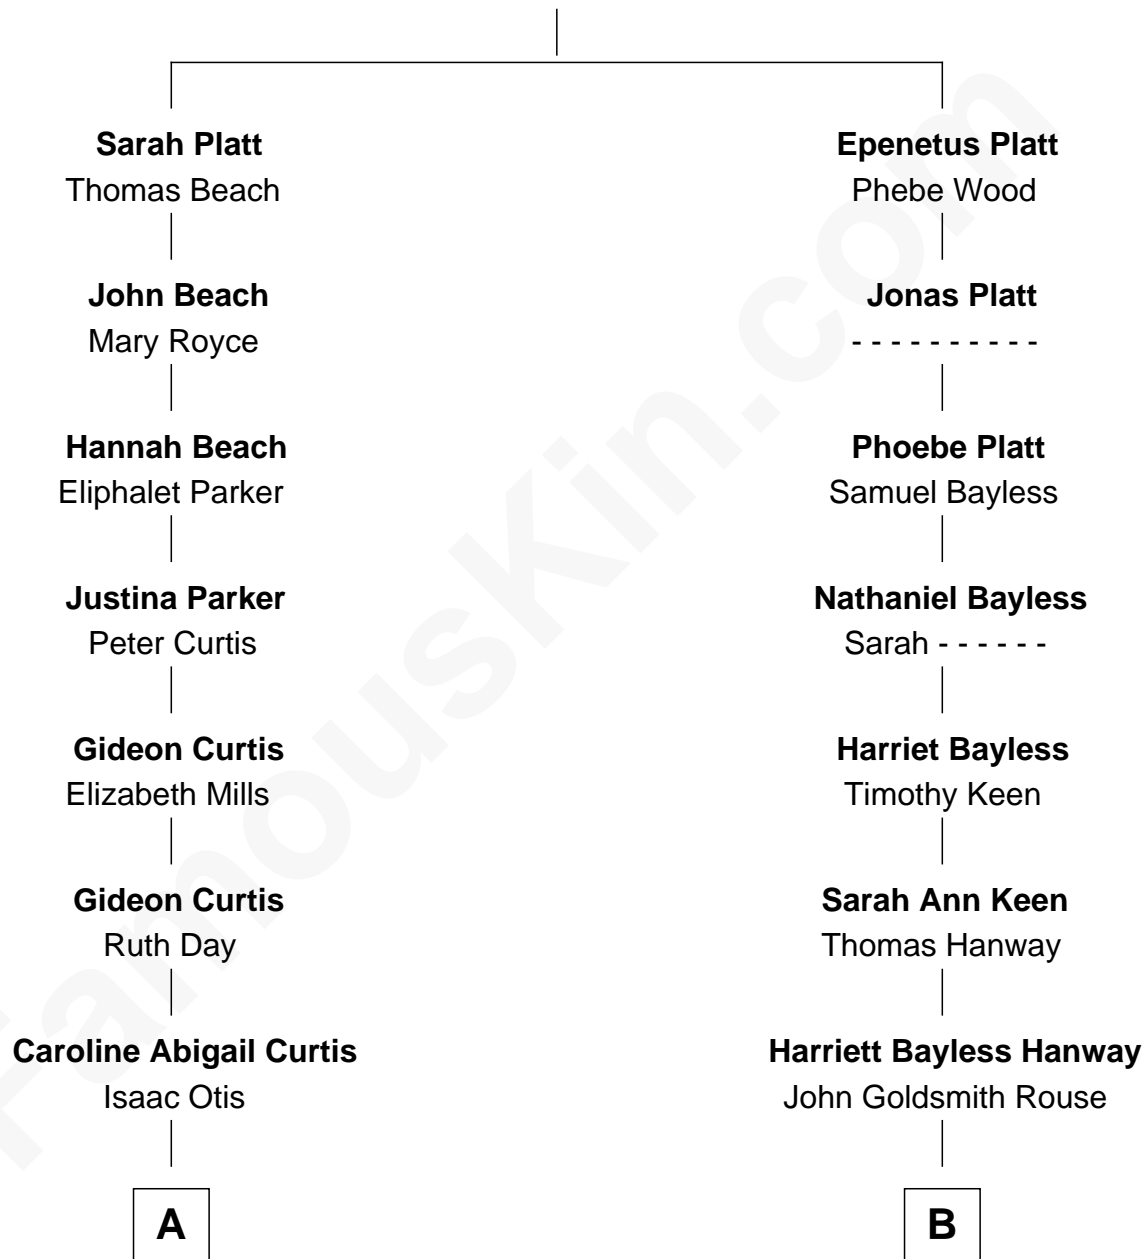 Sarah Platt
Thomas Beach
John Beach
Mary Royce
Hannah Beach
Eliphalet Parker
Justina Parker
Peter Curtis
Gideon Curtis
Elizabeth Mills
Gideon Curtis
Ruth Day
Caroline Abigail Curtis
Isaac Otis
A
Epenetus Platt
Phebe Wood
Jonas Platt
- - - - - - - - - -
Phoebe Platt
Samuel Bayless
Nathaniel Bayless
Sarah - - - - - -
Harriet Bayless
Timothy Keen
Sarah Ann Keen
Thomas Hanway
Harriett Bayless Hanway
John Goldsmith Rouse
B
FamousKin.com